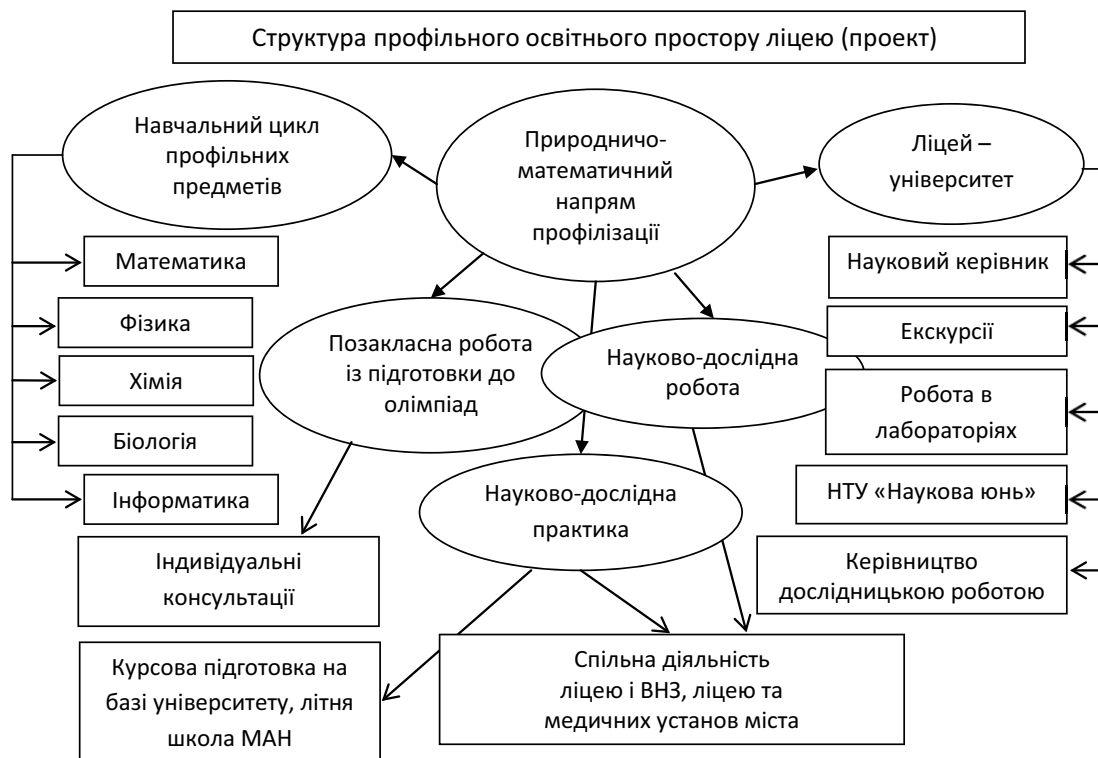 Структура профільного освітнього простору ліцею (проект)
Навчальний цикл
профільних
предметів
Природничо-
математичний
напрям
профілізації
Ліцей –
університет
Математика
Фізика
Хімія
Біологія
Інформатика
Позакласна робота
із підготовки до
олімпіад
Науково-дослідна
робота
Науковий керівник
Екскурсії
Робота в
лабораторіях
НТУ «Наукова юнь»
Керівництво
дослідницькою роботою
Науково-дослідна
практика
Індивідуальні
консультації
Курсова підготовка на
базі університету, літня
школа МАН
Спільна діяльність
ліцею і ВНЗ, ліцею та
медичних установ міста